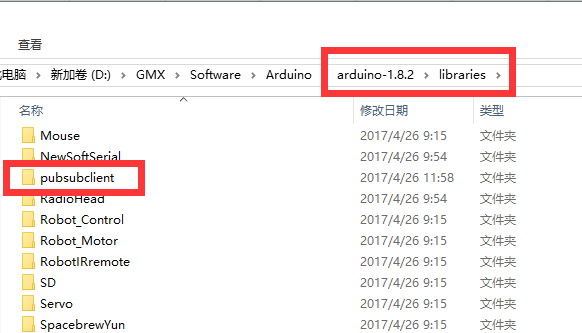 查看
电脑 新加卷 (D:) GMX Software Arduino arduino-1.8.2 libraries
名称 修改日期 类型
Mouse 2017/4/26 9:15 文件夹
NewSoftSerial 2017/4/26 9:54 文件夹
pubsubclient 2017/4/26 11:58 文件夹
RadioHead 2017/4/26 9:54 文件夹
Robot_Control 2017/4/26 9:15 文件夹
Robot_Motor 2017/4/26 9:15 文件夹
RobotIRremote 2017/4/26 9:15 文件夹
SD 2017/4/26 9:15 文件夹
Servo 2017/4/26 9:15 文件夹
SpacebrewYun 2017/4/26 9:15 文件夹